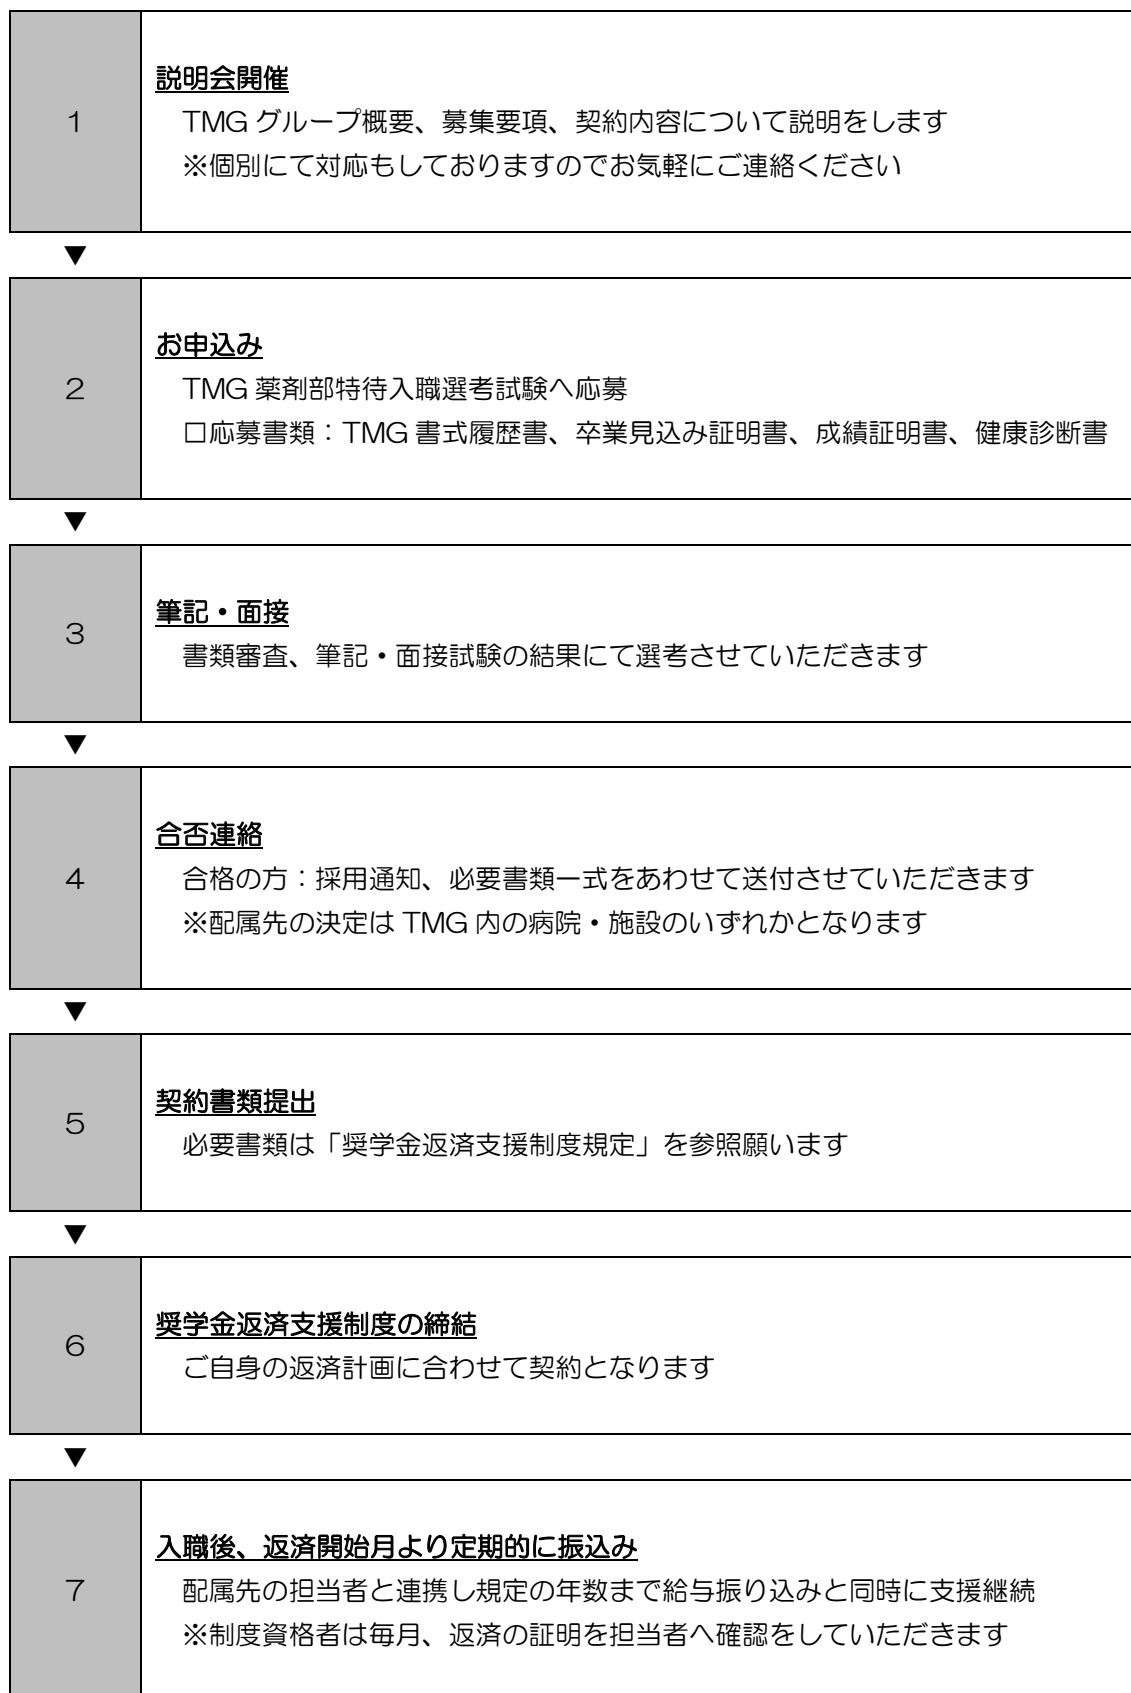 1
説明会開催
TMG グループ概要、募集要項、契約内容について説明をします
※個別にて対応もしておりますのでお気軽にご連絡ください
▼
2
お申込み
TMG 薬剤部特待入職選考試験へ応募
□応募書類：TMG 書式履歴書、卒業見込み証明書、成績証明書、健康診断書
▼
3
筆記・面接
書類審査、筆記・面接試験の結果にて選考させていただきます
▼
4
合否連絡
合格の方：採用通知、必要書類一式をあわせて送付させていただきます
※配属先の決定は TMG 内の病院・施設のいずれかとなります
▼
5
契約書類提出
必要書類は「奨学金返済支援制度規定」を参照願います
▼
6
奨学金返済支援制度の締結
ご自身の返済計画に合わせて契約となります
▼
7
入職後、返済開始月より定期的に振込み
配属先の担当者と連携し規定の年数まで給与振り込みと同時に支援継続
※制度資格者は毎月、返済の証明を担当者へ確認をしていただきます